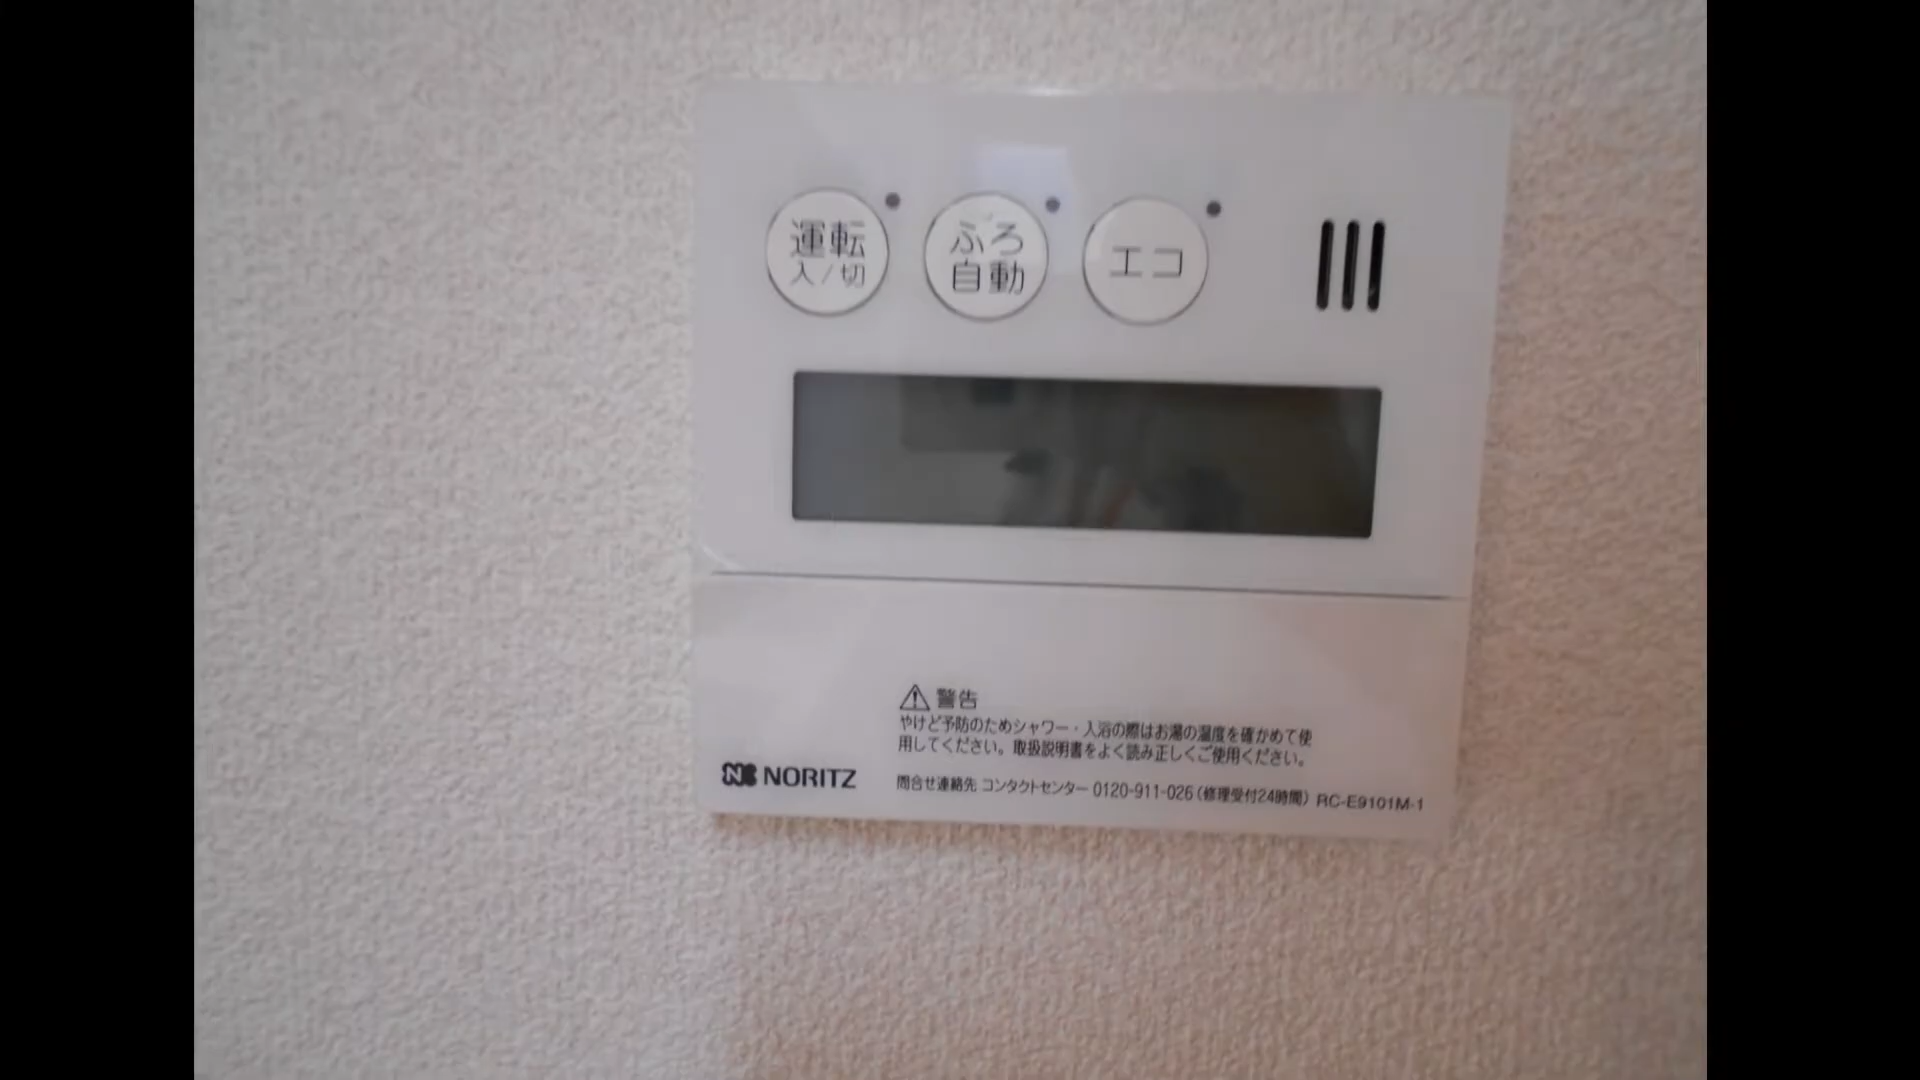 運転
入/切
ふろ
自動
エコ
警告
やけど予防のためシャワー・入浴の際はお湯の温度を確かめて使
用してください。取扱説明書をよく読み正しくご使用ください。
NORITZ
問合せ連絡先 コンタクトセンター 0120-911-026(修理受付24時間) RC-E9101M-1